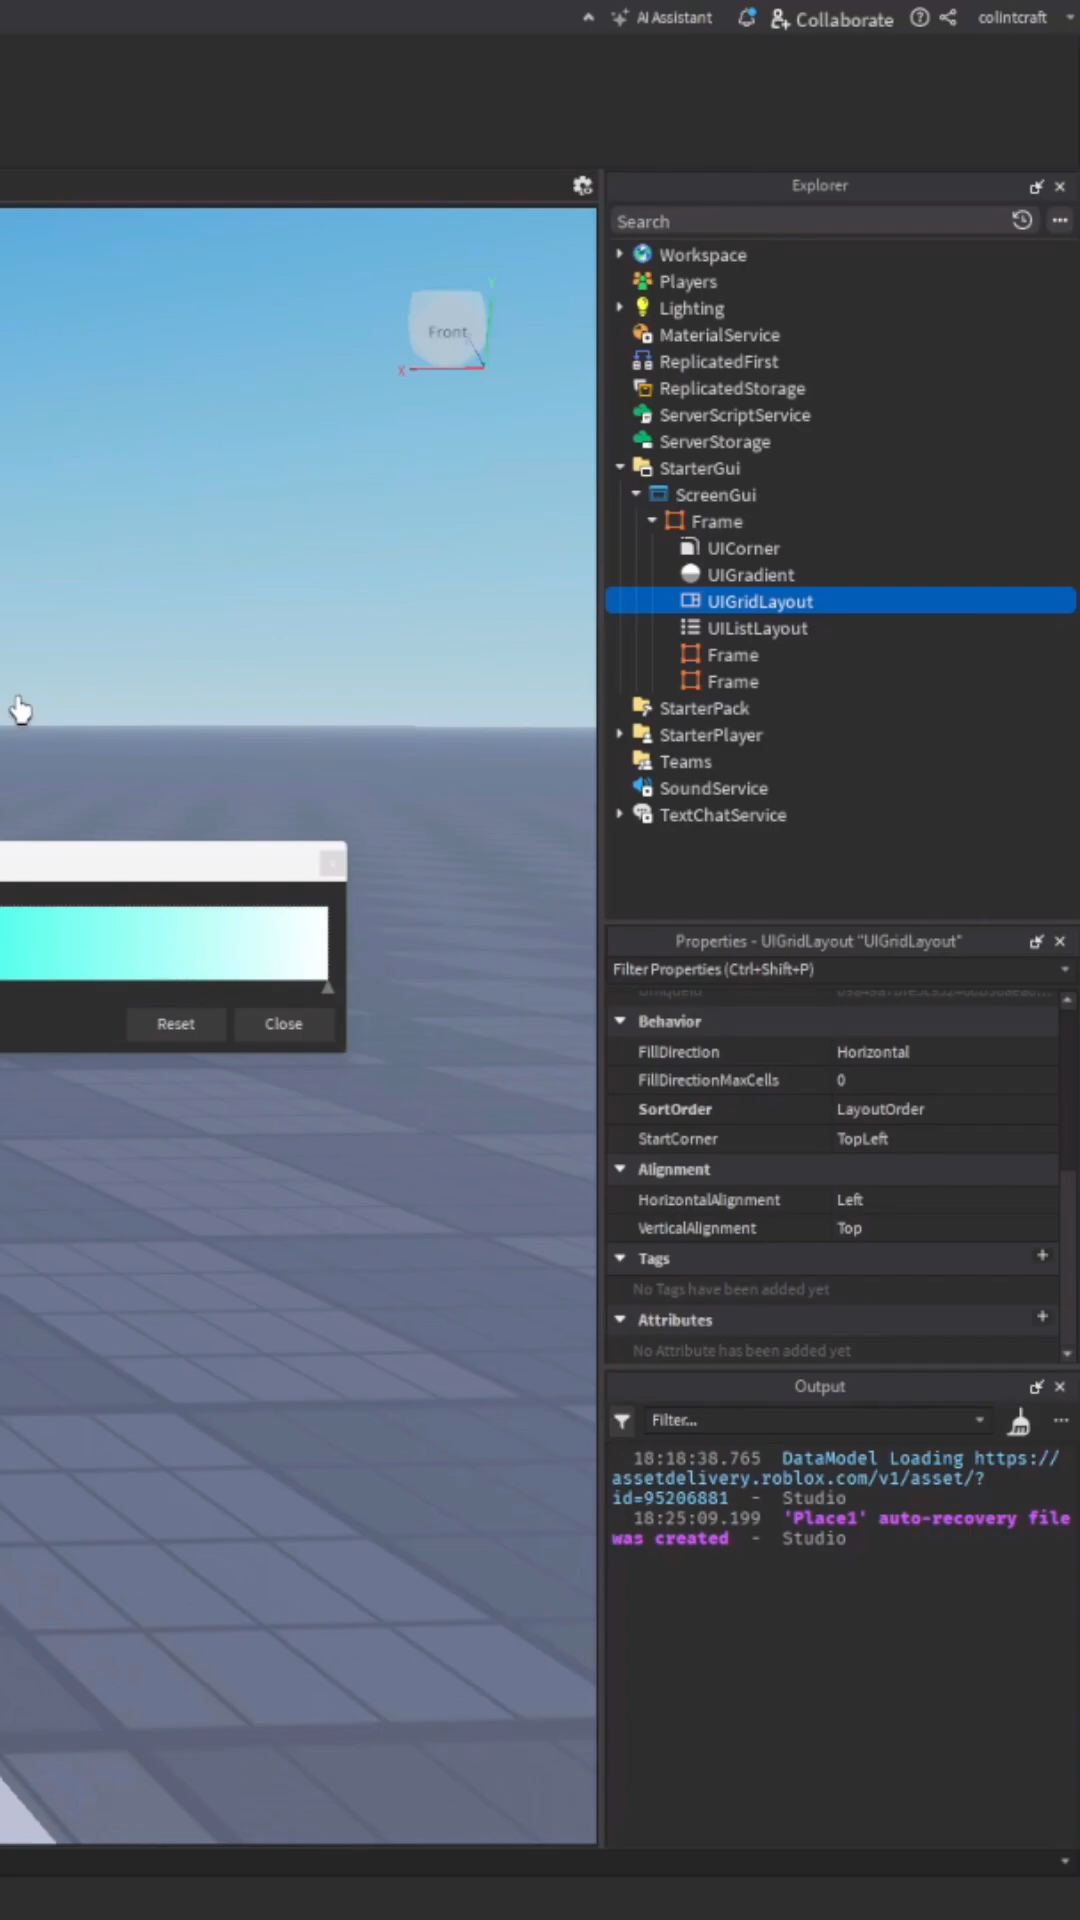 AI Assistant
Collaborate
colintcraft
Explorer
Search
Workspace
Players
Lighting
MaterialService
ReplicatedFirst
ReplicatedStorage
ServerScriptService
ServerStorage
StarterGui
ScreenGui
Frame
UICorner
UIGradient
UIGridLayout
UIListLayout
Frame
Frame
StarterPack
StarterPlayer
Teams
SoundService
TextChatService
Y
Front
X
Reset
Close
Properties - UIGridLayout "UIGridLayout"
Filter Properties (Ctrl+Shift+P)
UniqueId
Behavior
FillDirection Horizontal
FillDirectionMaxCells 0
SortOrder LayoutOrder
StartCorner TopLeft
Alignment
HorizontalAlignment Left
VerticalAlignment Top
Tags
No Tags have been added yet
Attributes
No Attribute has been added yet
Output
Filter...
18:18:38.765 DataModel Loading https://
assetdelivery.roblox.com/v1/asset/?
id=95206881 - Studio
18:25:09.199 'Place1' auto-recovery file
was created - Studio